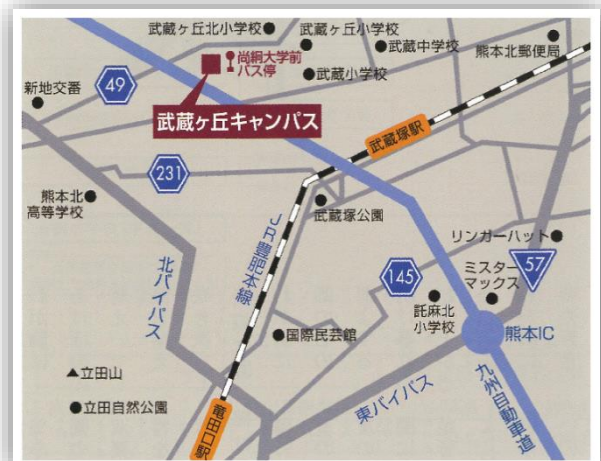 武蔵ヶ丘北小学校
武蔵ヶ丘小学校
武蔵中学校
熊本北郵便局
尚絅大学前
バス停
武蔵小学校
新地交番
49
武蔵ヶ丘キャンパス
武蔵塚駅
231
熊本北
高等学校
武蔵塚公園
JR豊肥本線
リンガーハット
北バイパス
145
ミスター
マックス
57
託麻北
小学校
国際民芸館
熊本IC
▲立田山
東バイパス
九州自動車道
立田自然公園
竜田口駅